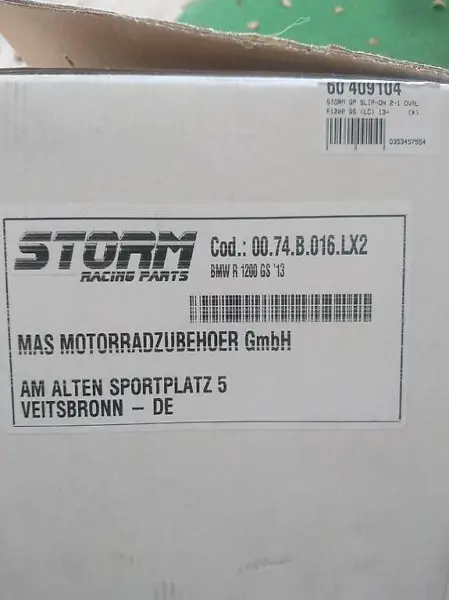 60 409104
STORM GP SLIP-ON 2-1 OVAL
R1200 GS (LC) 13- (*)
0353457554
STORM Cod.: 00.74.B.016.LX2
RACING PARTS BMW R 1200 GS '13
MAS MOTORRADZUBEHOER GmbH
AM ALTEN SPORTPLATZ 5
VEITSBRONN – DE